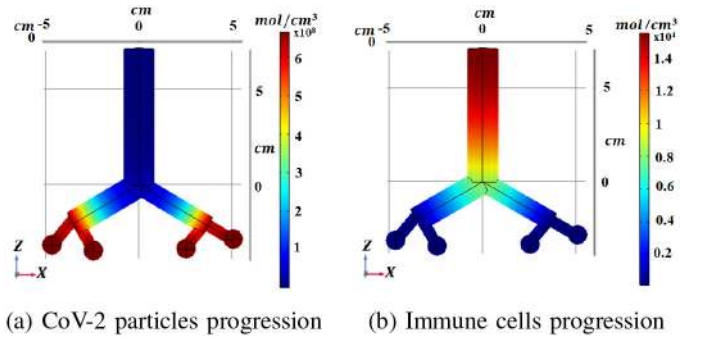 cm -5 0 cm 5 mol/cm³
0 x10⁸
6
5
5
4
cm
3
0
2
1
Z
X
cm -5 0 cm 5 mol/cm³
0 x10⁴
1.4
5
1.2
1
cm
0.8
0
0.6
0.4
0.2
Z
X
(a) CoV-2 particles progression (b) Immune cells progression